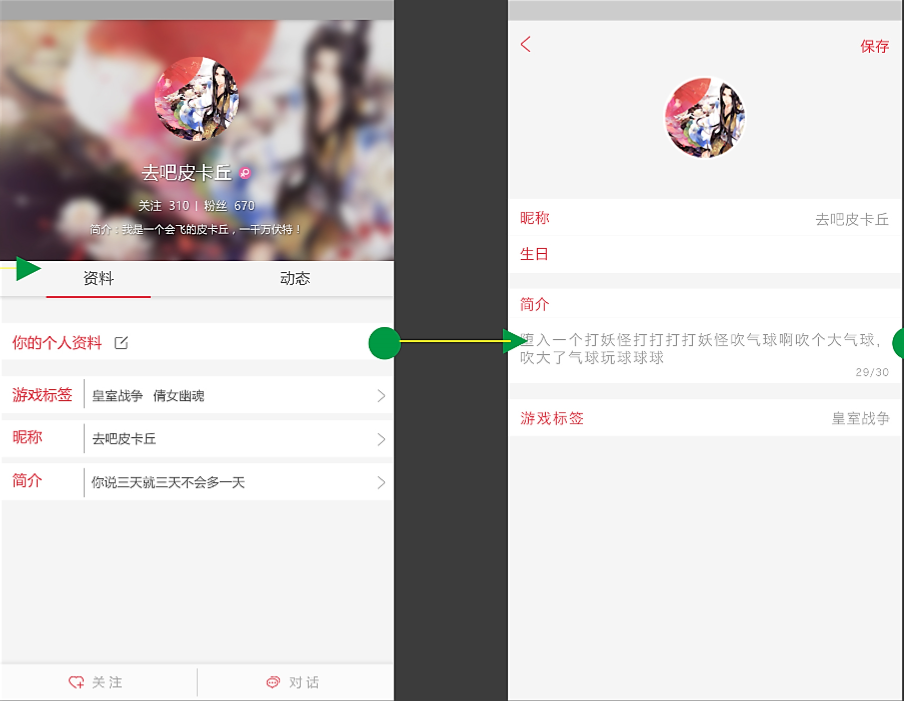 去吧皮卡丘
关注 310 | 粉丝 670
简介：我是一个会飞的皮卡丘，一千万伏特！
资料 动态
你的个人资料
游戏标签 皇室战争 倩女幽魂
昵称 去吧皮卡丘
简介 你说三天就三天不会多一天
关注 对话
保存
昵称 去吧皮卡丘
生日
简介
堕入一个打妖怪打打打打妖怪吹气球啊吹个大气球，
吹大了气球玩球球球
29/30
游戏标签 皇室战争